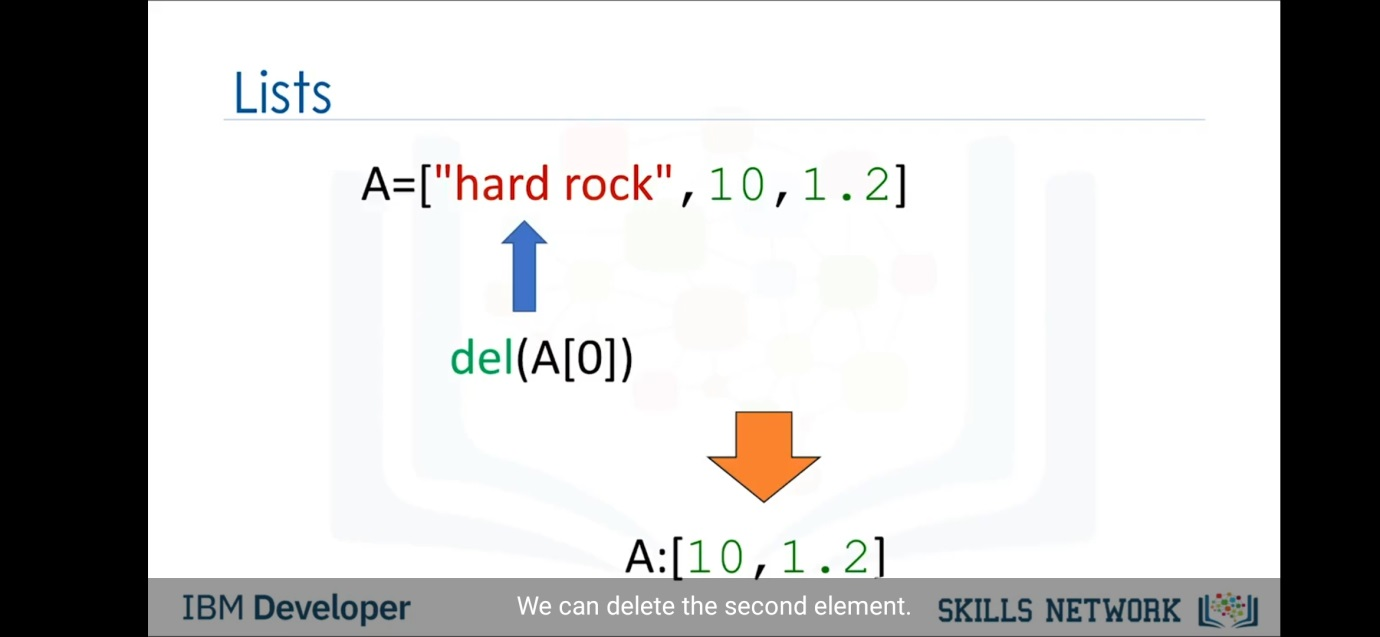 Lists
A=["hard rock",10,1.2]
del(A[0])
A:[10,1.2]
We can delete the second element.
IBM Developer
SKILLS NETWORK